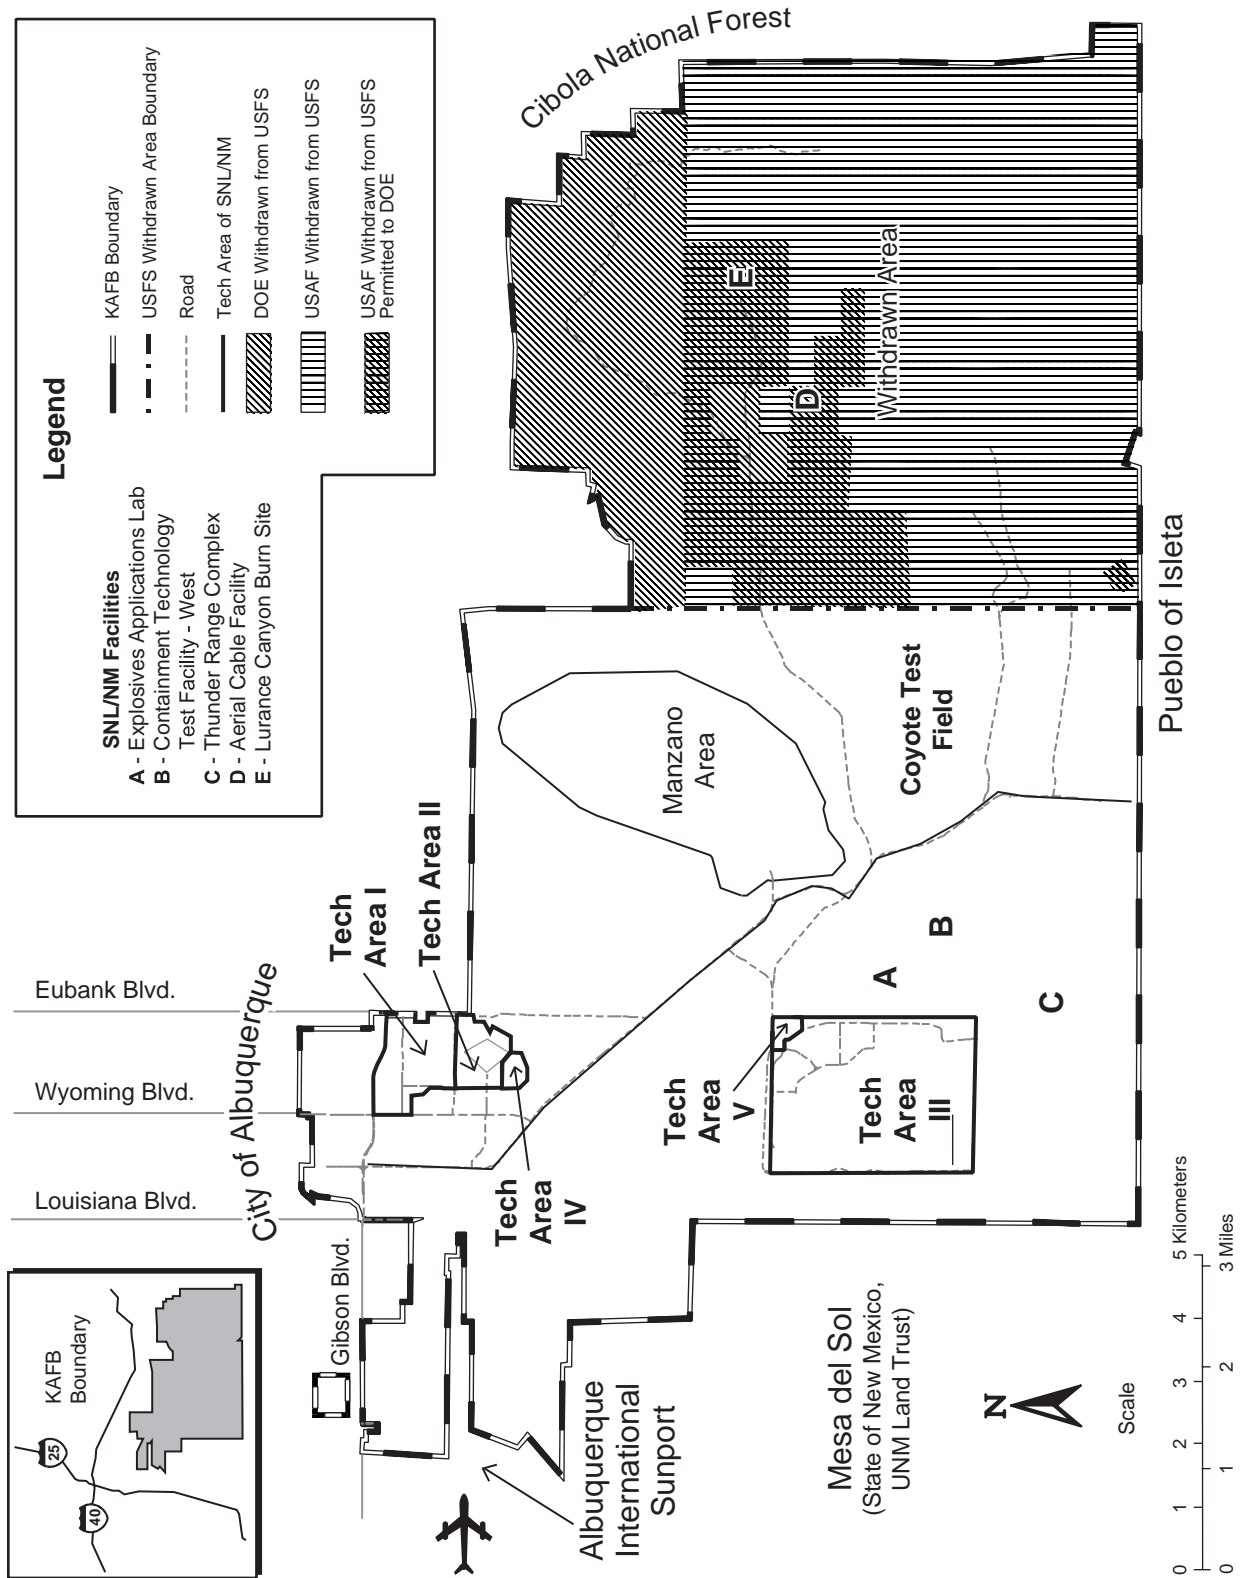 KAFB
Boundary
25
40
Louisiana Blvd.
Wyoming Blvd.
Eubank Blvd.
City of Albuquerque
Gibson Blvd.
Legend
SNL/NM Facilities
A - Explosives Applications Lab
B - Containment Technology
Test Facility - West
C - Thunder Range Complex
D - Aerial Cable Facility
E - Lurance Canyon Burn Site
KAFB Boundary
USFS Withdrawn Area Boundary
Road
Tech Area of SNL/NM
DOE Withdrawn from USFS
USAF Withdrawn from USFS
USAF Withdrawn from USFS
Permitted to DOE
Cibola National Forest
Tech
Area I
Tech Area II
Tech
Area
IV
Manzano
Area
E
D
Withdrawn Area
Coyote Test
Field
A
B
C
Tech
Area
V
Tech
Area
III
Albuquerque
International
Sunport
Mesa del Sol
(State of New Mexico,
UNM Land Trust)
N
Scale
0 1 2 3 4 5 Kilometers
0 1 2 3 Miles
Pueblo of Isleta